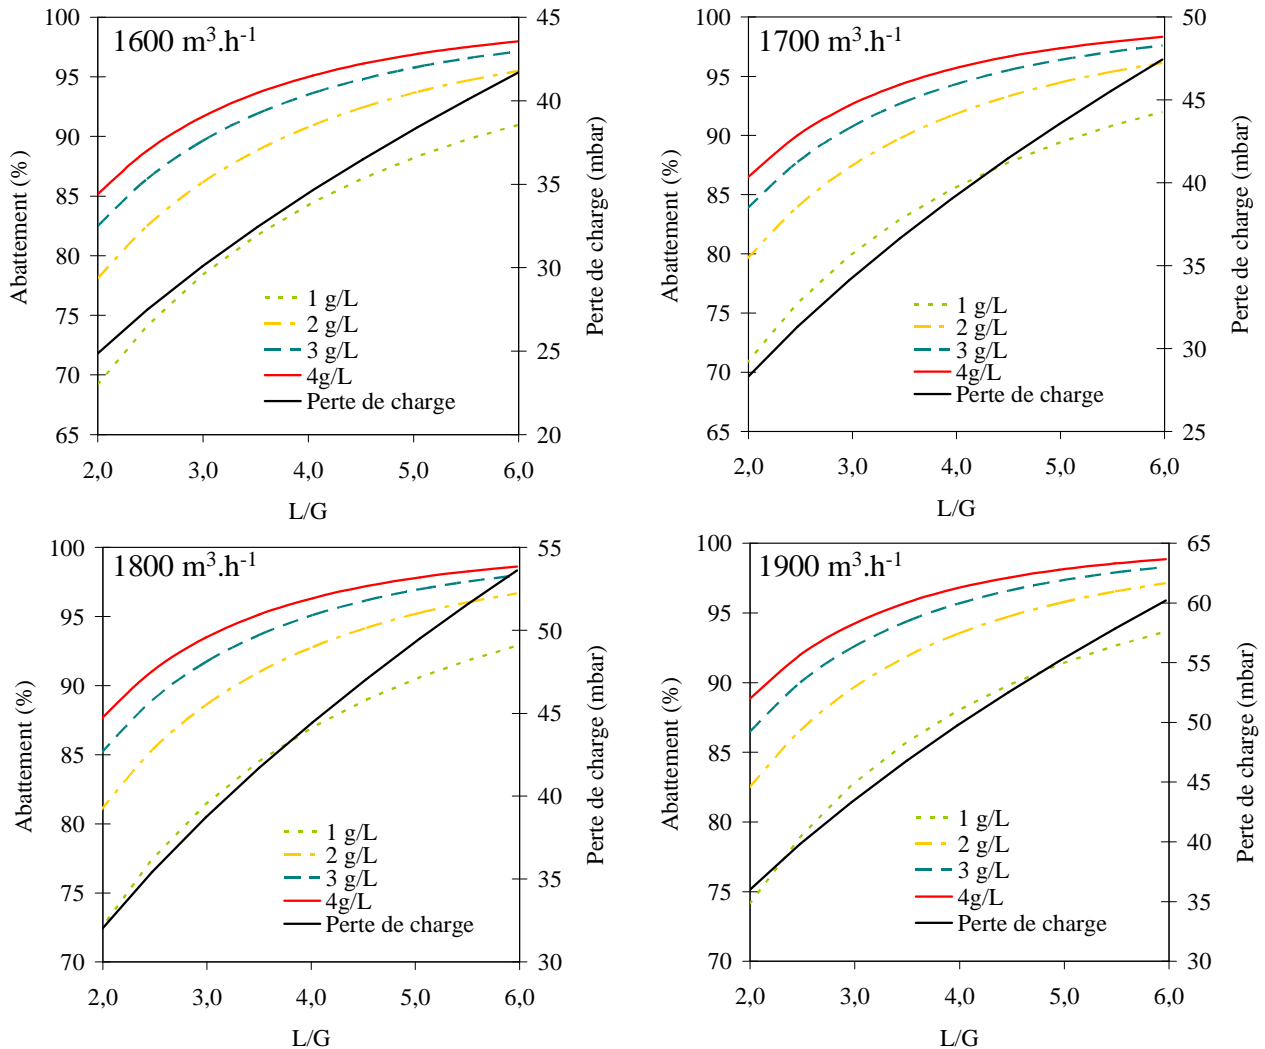 1600 m³.h⁻¹
Abattement (%)
100
95
90
85
80
75
70
65
45
40
35
30
25
20
Perte de charge (mbar)
1 g/L
2 g/L
3 g/L
4g/L
Perte de charge
2,0 3,0 4,0 5,0 6,0
L/G
1700 m³.h⁻¹
Abattement (%)
100
95
90
85
80
75
70
65
50
45
40
35
30
25
Perte de charge (mbar)
1 g/L
2 g/L
3 g/L
4g/L
Perte de charge
2,0 3,0 4,0 5,0 6,0
L/G
1800 m³.h⁻¹
Abattement (%)
100
95
90
85
80
75
70
55
50
45
40
35
30
Perte de charge (mbar)
1 g/L
2 g/L
3 g/L
4g/L
Perte de charge
2,0 3,0 4,0 5,0 6,0
L/G
1900 m³.h⁻¹
Abattement (%)
100
95
90
85
80
75
70
65
60
55
50
45
40
35
30
Perte de charge (mbar)
1 g/L
2 g/L
3 g/L
4g/L
Perte de charge
2,0 3,0 4,0 5,0 6,0
L/G